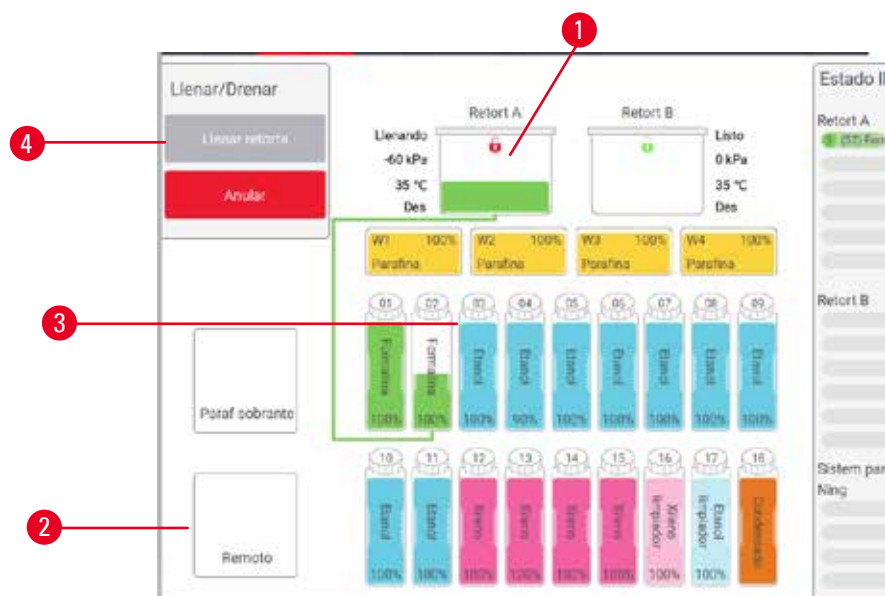 1
Llenar/Drenar
Estado
Retort A
Retort B
Retort A
4
Llenar retorta
Llenando
Listo
-60 kPa
0 kPa
Anular
35 °C
35 °C
Des
Des
W1 100%
W2 100%
W3 100%
W4 100%
Parafina
Parafina
Parafina
Parafina
Retort B
01 02 03 04 05 06 07 08 09
3
Formalina
Formalina
Etanol
Etanol
Etanol
Etanol
Etanol
Etanol
Etanol
100% 100% 100% 90% 100% 100% 100% 100% 100%
Paraf sobrante
10 11 12 13 14 15 16 17 18
Sistem par
Ning
2
Etanol
Etanol
Xileno
Xileno
Xileno
Xileno
Xileno limpiador
Etanol limpiador
Condensado
Remoto
100% 100% 100% 100% 100% 100% 100% 100%